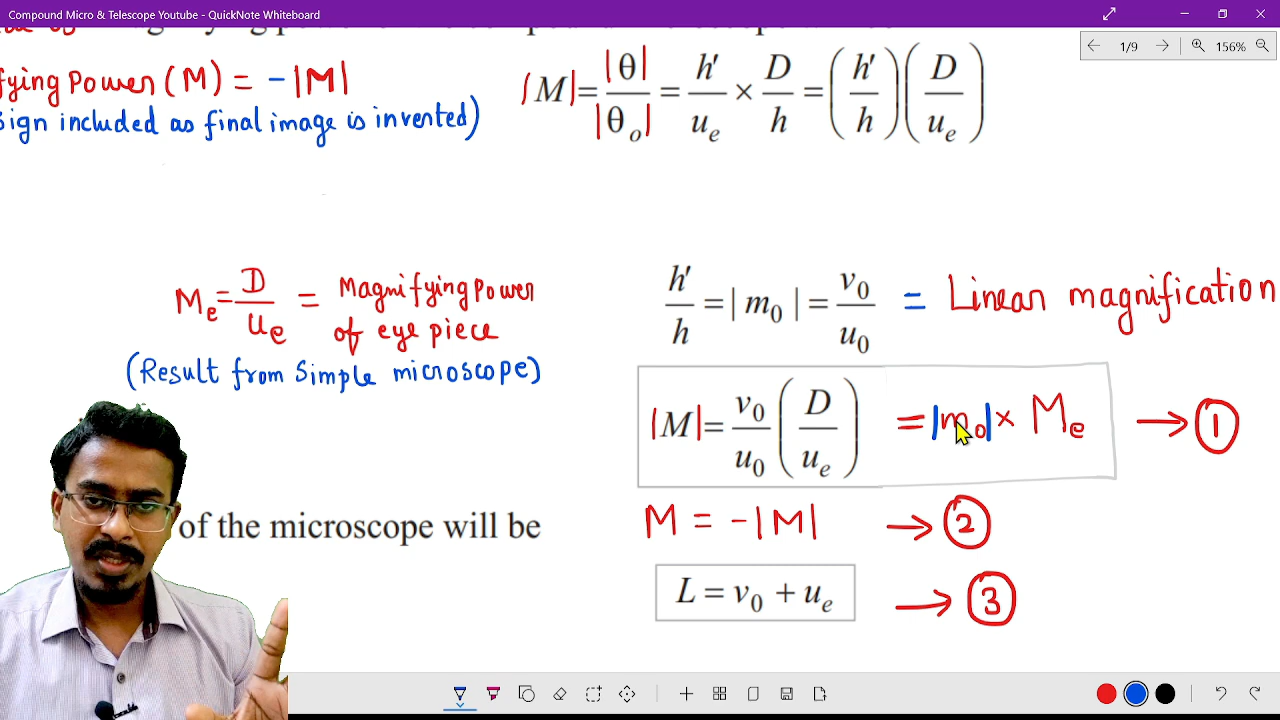 Compound Micro & Telescope Youtube - QuickNote Whiteboard
1/9
156%
fying Power (M) = -|M|
sign included as final image is invented)
|M| = |θ| / |θₒ| = h′/uₑ × D/h = (h′/h) (D/uₑ)
Mₑ = D/uₑ = Magnifying Power of eye piece
(Result from Simple microscope)
h′/h = | m₀ | = v₀/u₀ = Linear magnification
|M| = v₀/u₀ (D/uₑ) = |m₀| × Mₑ → ①
of the microscope will be
M = -|M| → ②
L = v₀ + uₑ → ③